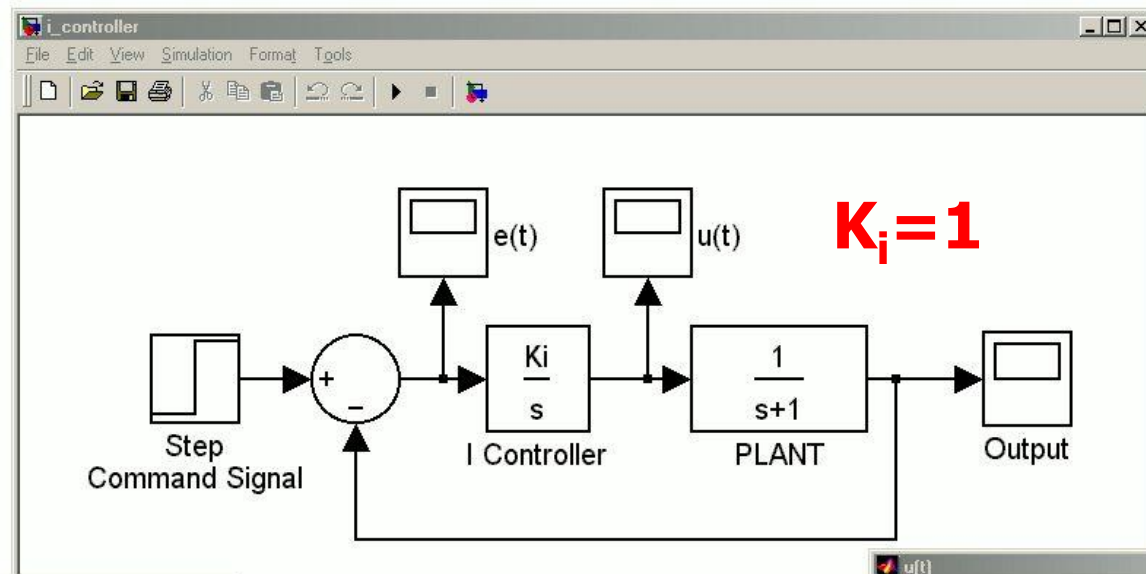 i_controller
File Edit View Simulation Format Tools
e(t)
u(t)
Ki=1
+
−
Ki
s
1
s+1
Step
Command Signal
I Controller
PLANT
Output
u(t)